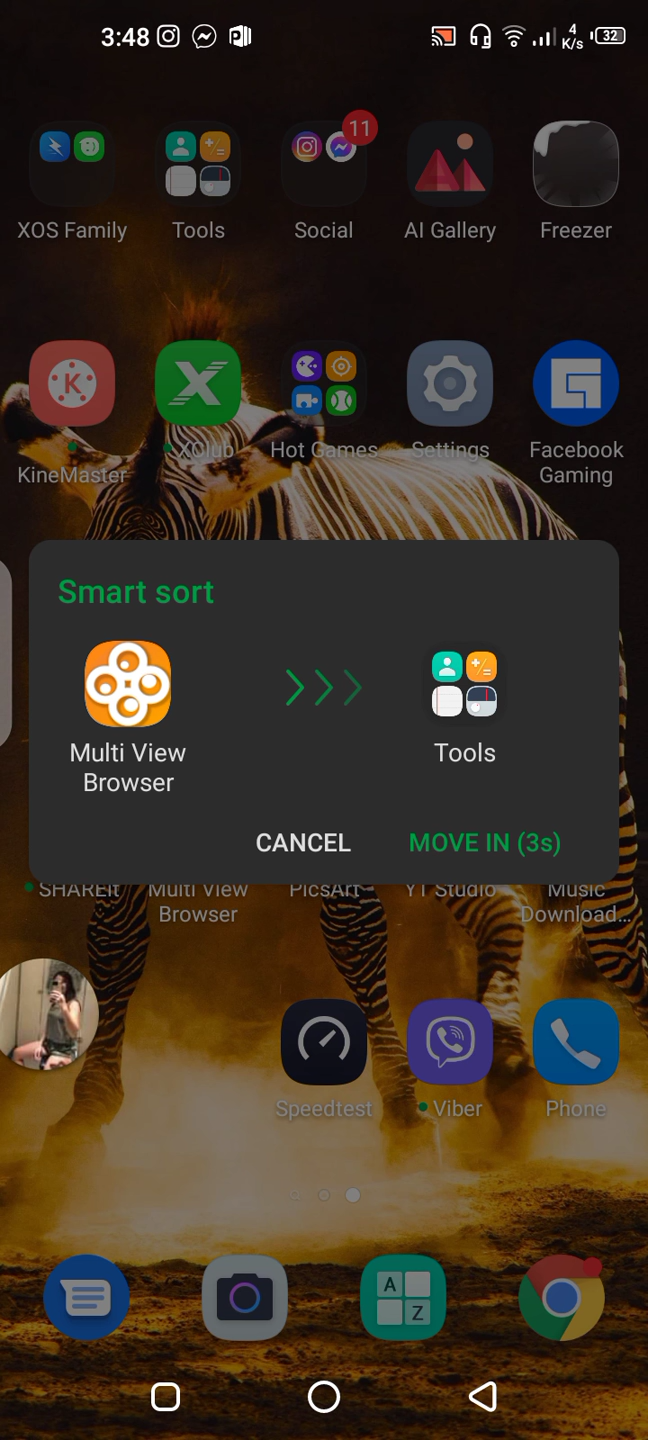 3:48
4
K/s
32
11
XOS Family Tools Social AI Gallery Freezer
K
X
KineMaster XClub Hot Games Settings Facebook
Gaming
Smart sort
Multi View
Browser
Tools
CANCEL MOVE IN (3s)
SHAREit Multi View PicsArt YT Studio Music
Browser Download...
Speedtest Viber Phone
A
Z